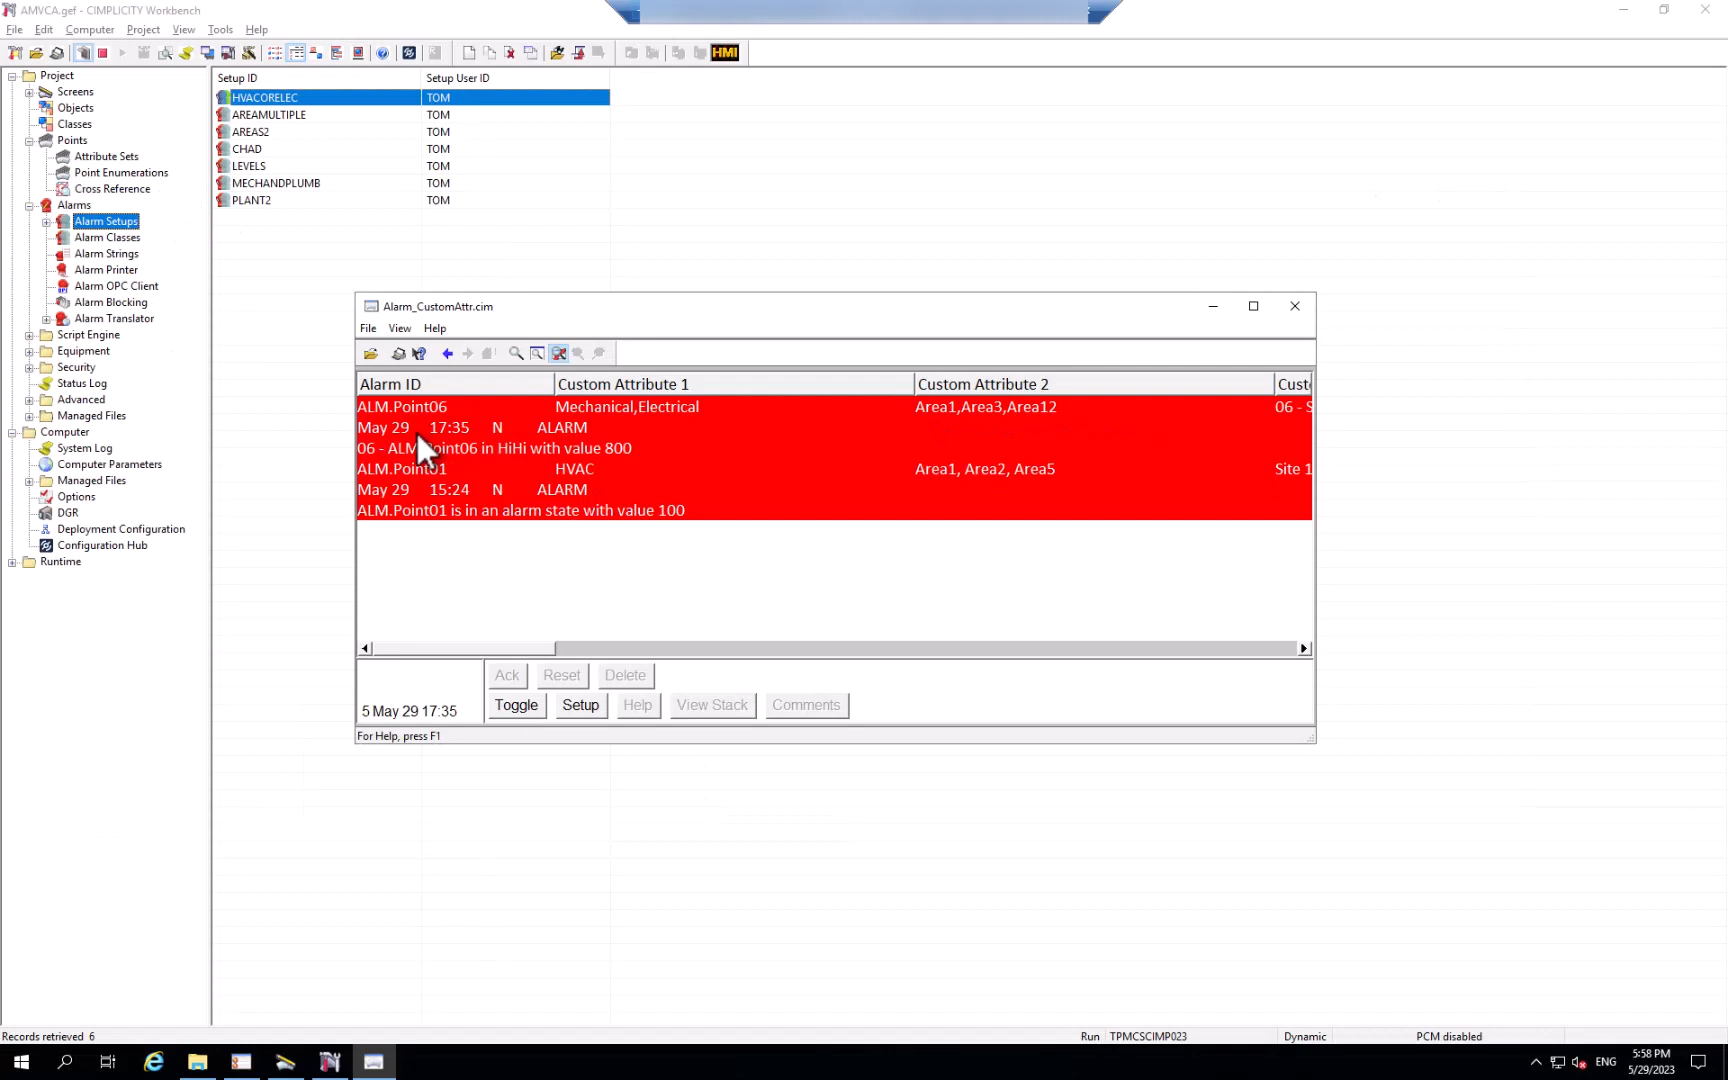 AMVCA.gef - CIMPLICITY Workbench
File Edit Computer Project View Tools Help
HMI
Project
Screens
Objects
Classes
Points
Attribute Sets
Point Enumerations
Cross Reference
Alarms
Alarm Setups
Alarm Classes
Alarm Strings
Alarm Printer
Alarm OPC Client
Alarm Blocking
Alarm Translator
Script Engine
Equipment
Security
Status Log
Advanced
Managed Files
Computer
System Log
Computer Parameters
Managed Files
Options
DGR
Deployment Configuration
Configuration Hub
Runtime
Setup ID Setup User ID
HVACORELEC TOM
AREAMULTIPLE TOM
AREAS2 TOM
CHAD TOM
LEVELS TOM
MECHANDPLUMB TOM
PLANT2 TOM
Alarm_CustomAttr.cim
File View Help
Alarm ID Custom Attribute 1 Custom Attribute 2
ALM.Point06 Mechanical,Electrical Area1,Area3,Area12 06 - S
May 29 17:35 N ALARM
06 - ALM.Point06 in HiHi with value 800
ALM.Point01 HVAC Area1, Area2, Area5 Site 1
May 29 15:24 N ALARM
ALM.Point01 is in an alarm state with value 100
Ack Reset Delete
Toggle Setup Help View Stack Comments
5 May 29 17:35
For Help, press F1
Records retrieved 6 Run TPMCSCIMP023 Dynamic PCM disabled
ENG 5:58 PM
5/29/2023